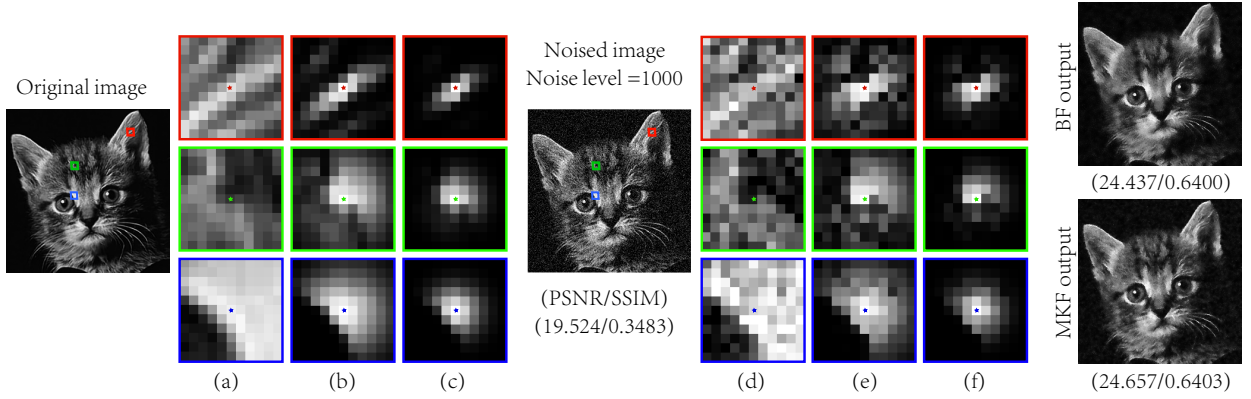 Original image
(a)
(b)
(c)
Noised image
Noise level =1000
(PSNR/SSIM)
(19.524/0.3483)
(d)
(e)
(f)
BF output
(24.437/0.6400)
MKF output
(24.657/0.6403)